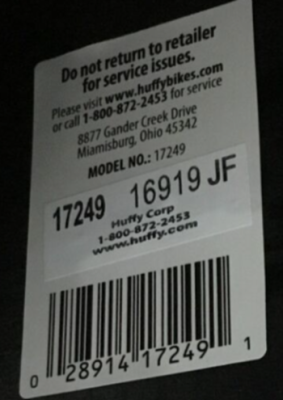 Do not return to retailer
for service issues.
Please visit www.huffybikes.com
or call 1-800-872-2453 for service
8877 Gander Creek Drive
Miamisburg, Ohio 45342
MODEL NO.: 17249
17249 16919 JF
Huffy Corp
1-800-872-2453
www.huffy.com
0 28914 17249 1